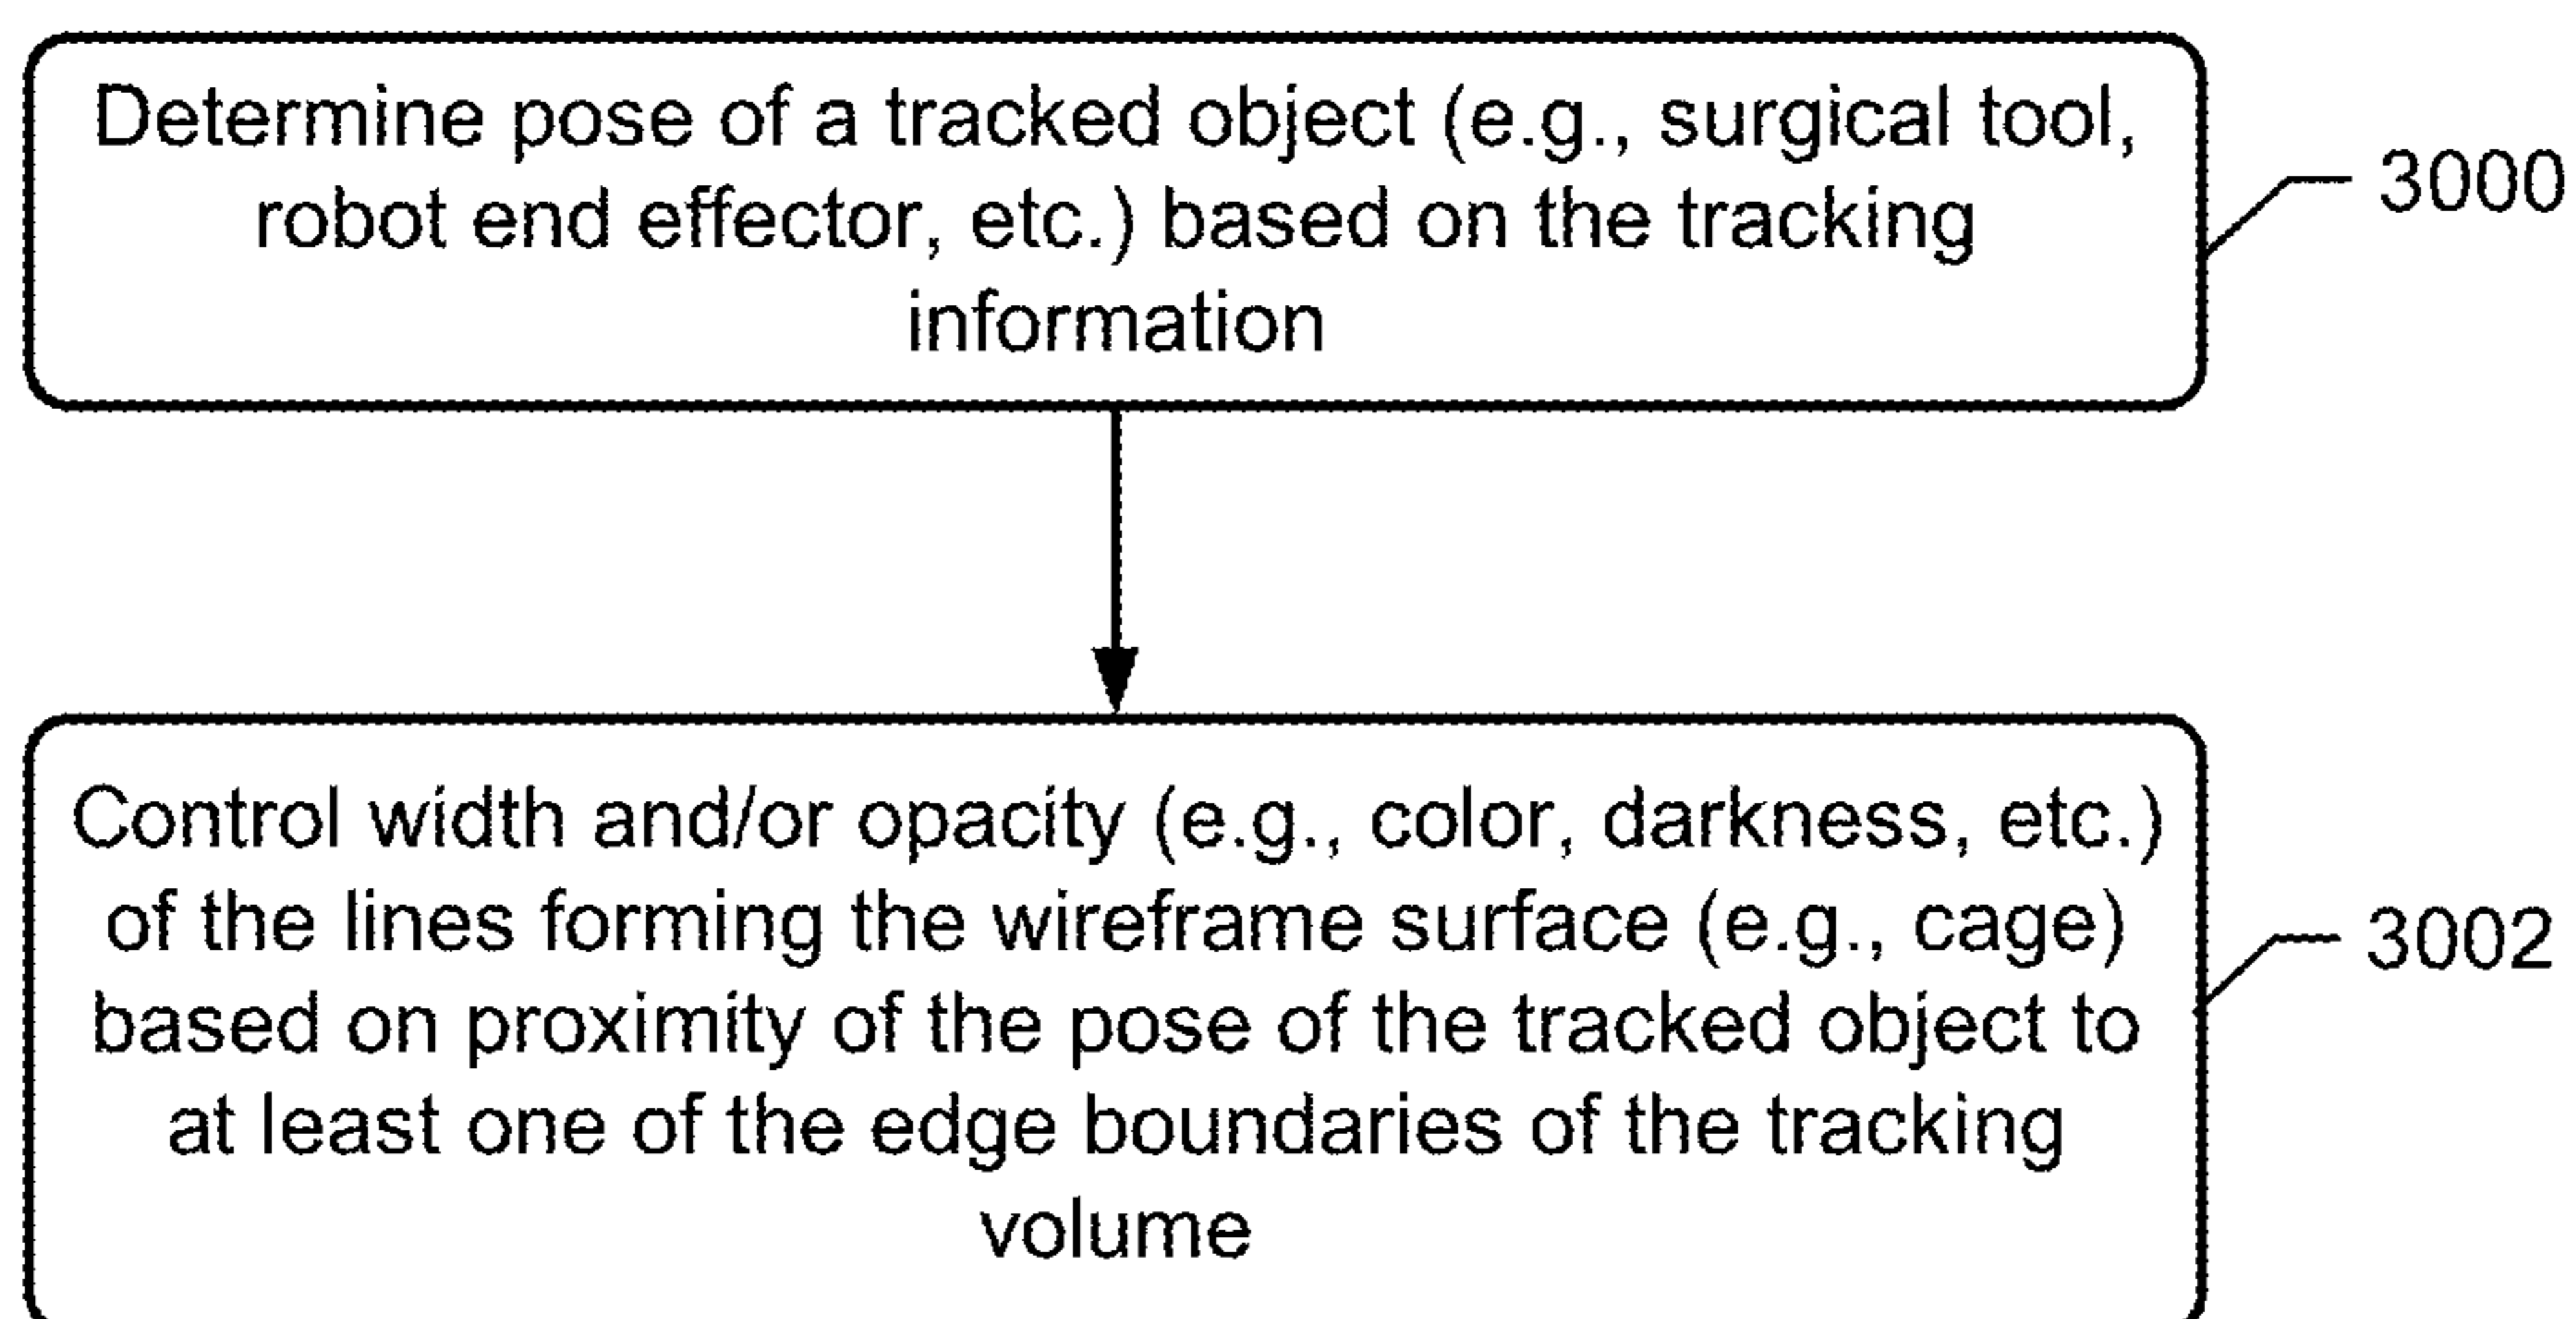 Determine pose of a tracked object (e.g., surgical tool,
robot end effector, etc.) based on the tracking
information
3000
Control width and/or opacity (e.g., color, darkness, etc.)
of the lines forming the wireframe surface (e.g., cage)
based on proximity of the pose of the tracked object to
at least one of the edge boundaries of the tracking
volume
3002